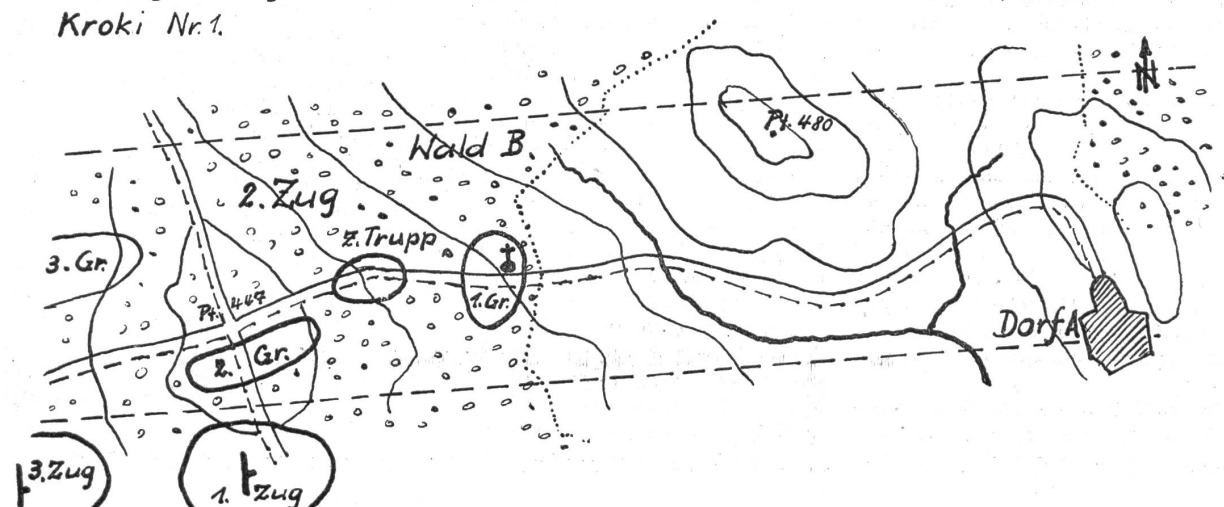 Kroki Nr. 1.
N
Pt. 480
Wald B
2. Zug
z. Trupp
3. Gr.
1. Gr.
Pt. 447
Dorf A
2. Gr.
3. Zug
1. Zug